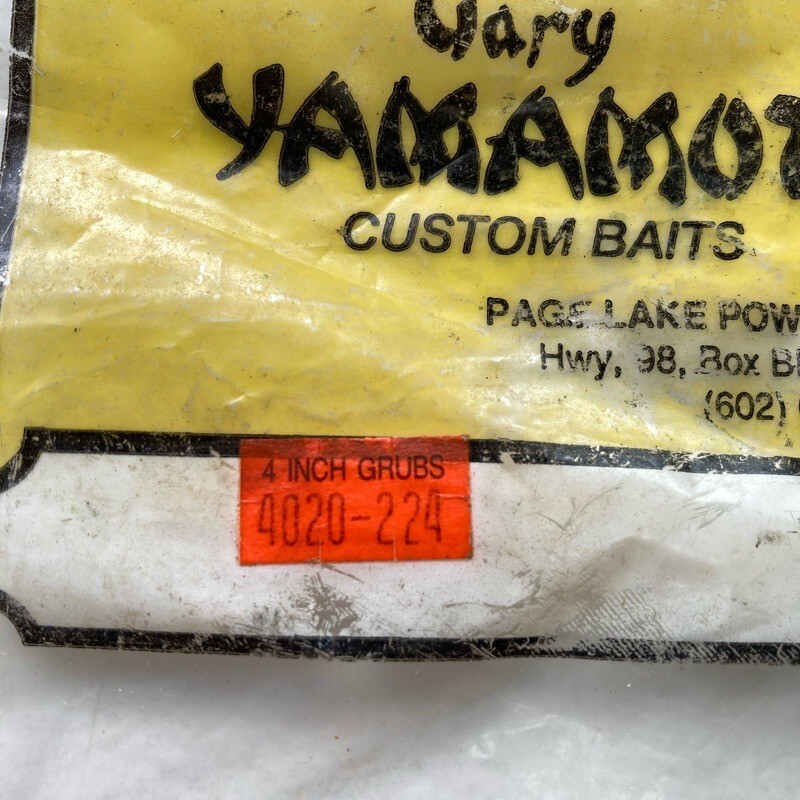 Gary
YAMAMOT
CUSTOM BAITS
PAGE LAKE POW
Hwy, 98, Box
(602)
4 INCH GRUBS
4020-224